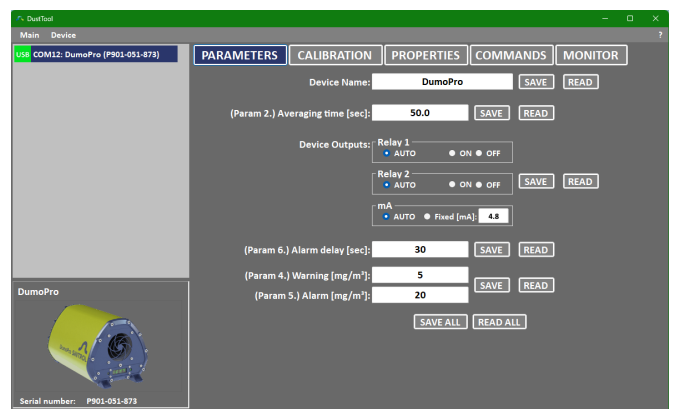 DustTool
Main Device ?
USB COM12: DumoPro (P901-051-873)
PARAMETERS CALIBRATION PROPERTIES COMMANDS MONITOR
Device Name: DumoPro SAVE READ
(Param 2.) Averaging time [sec]: 50.0 SAVE READ
Device Outputs: Relay 1
AUTO ON OFF
Relay 2
AUTO ON OFF SAVE READ
mA
AUTO Fixed [mA]: 4.8
(Param 6.) Alarm delay [sec]: 30 SAVE READ
(Param 4.) Warning [mg/m³]: 5
SAVE READ
(Param 5.) Alarm [mg/m³]: 20
SAVE ALL READ ALL
DumoPro
Serial number: P901-051-873